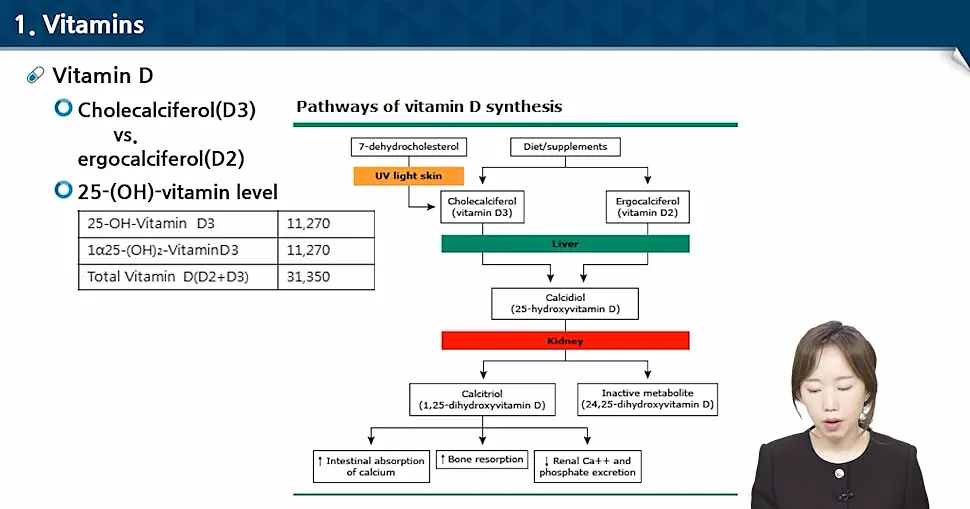 1. Vitamins
Vitamin D
Cholecalciferol(D3)
vs.
ergocalciferol(D2)
25-(OH)-vitamin level
25-OH-Vitamin D3 11,270
1α25-(OH)₂-VitaminD3 11,270
Total Vitamin D(D2+D3) 31,350
Pathways of vitamin D synthesis
7-dehydrocholesterol
Diet/supplements
UV light skin
Cholecalciferol
(vitamin D3)
Ergocalciferol
(vitamin D2)
Liver
Calcidiol
(25-hydroxyvitamin D)
Kidney
Calcitriol
(1,25-dihydroxyvitamin D)
Inactive metabolite
(24,25-dihydroxyvitamin D)
↑ Intestinal absorption
of calcium
↑ Bone resorption
↓ Renal Ca++ and
phosphate excretion